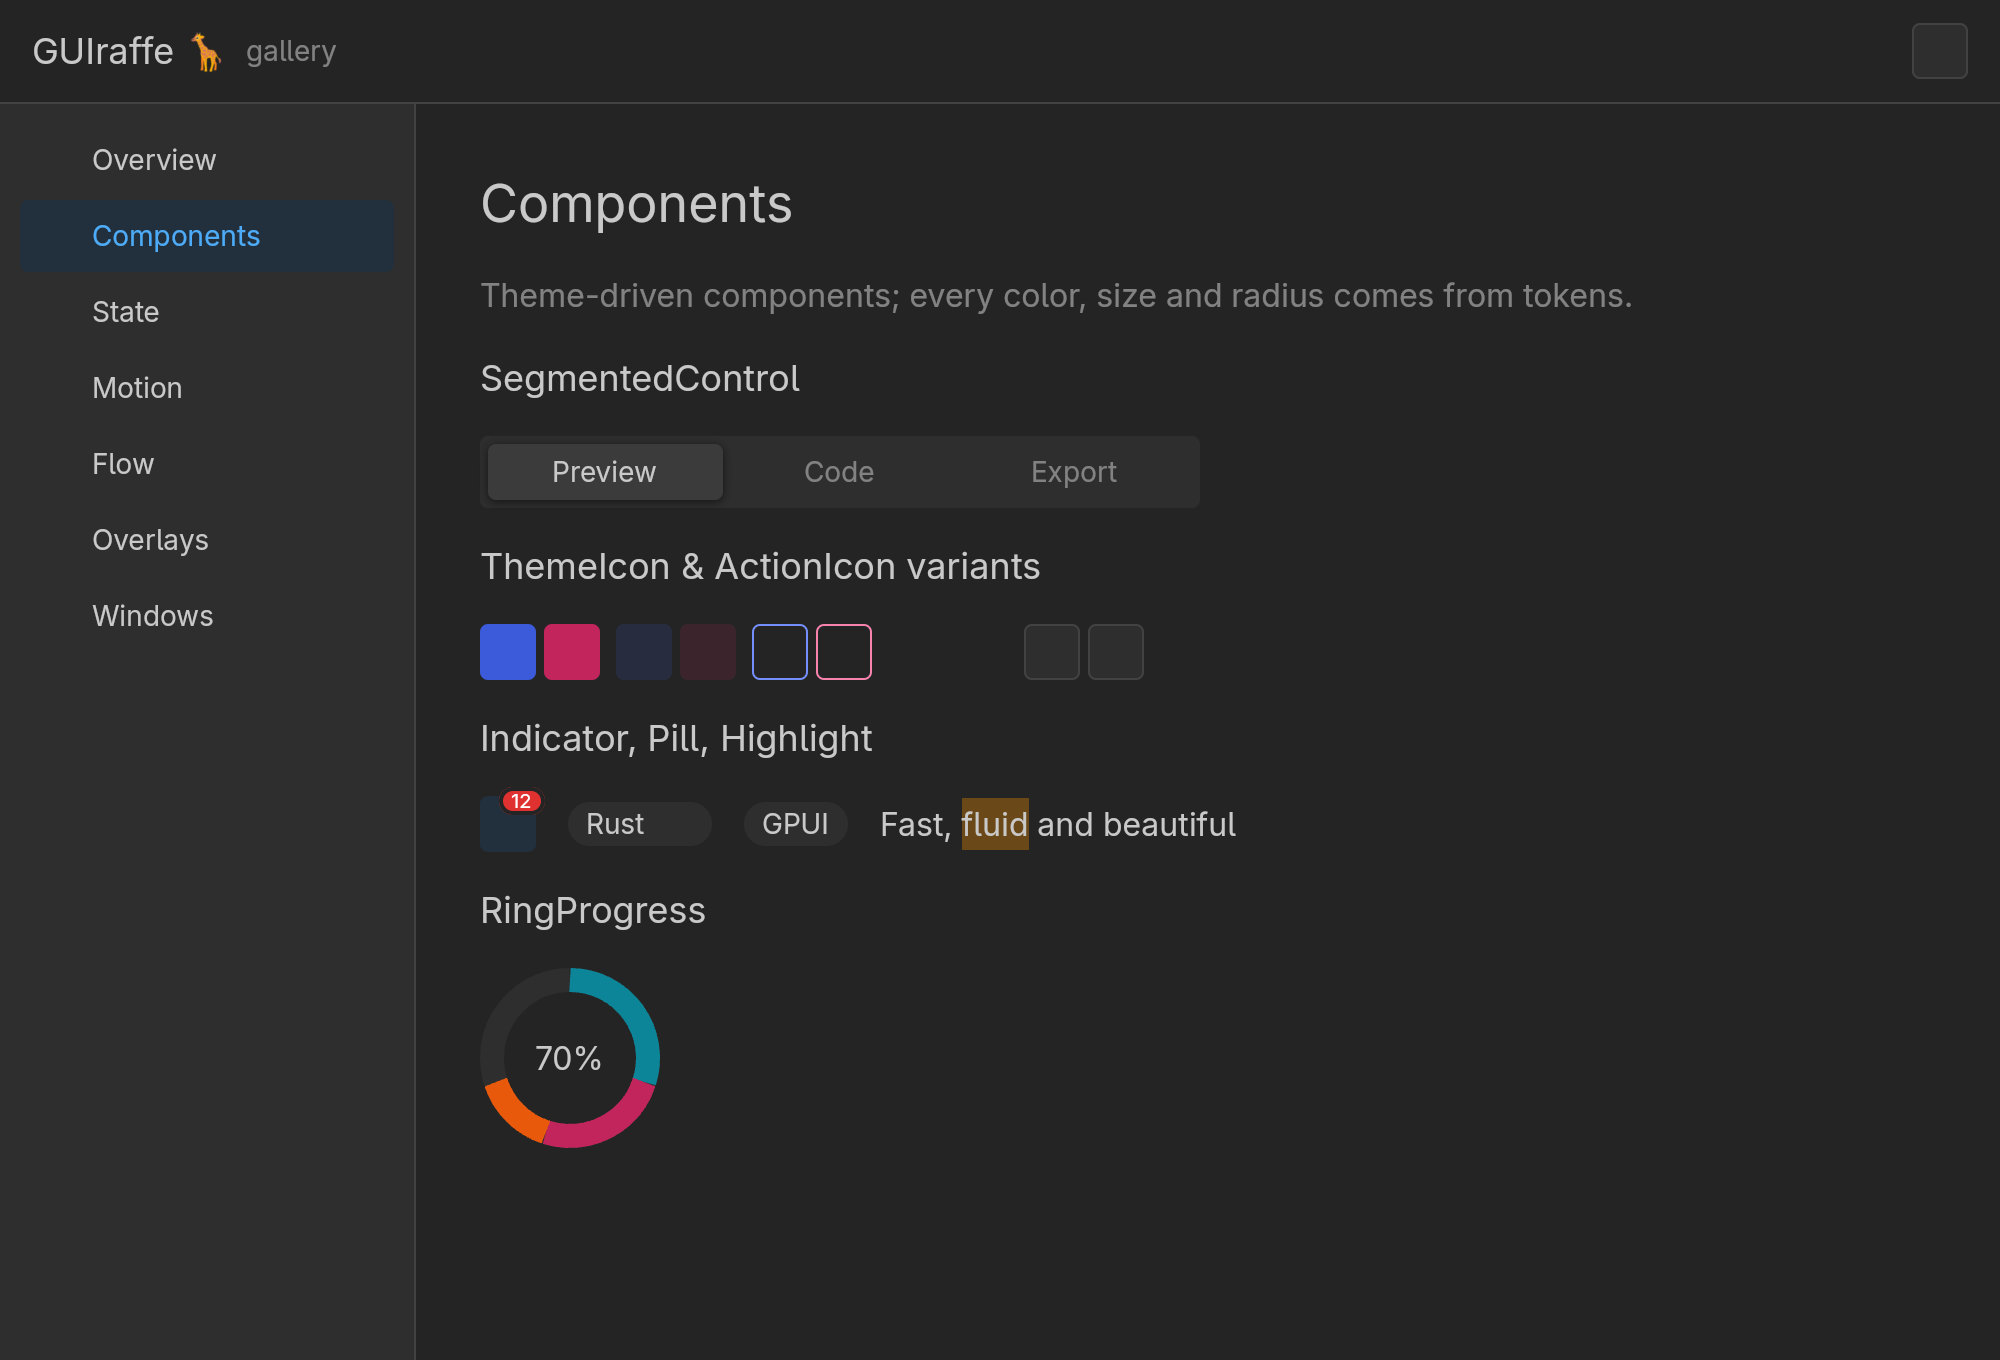 GUIraffe 🦒 gallery
Overview
Components
State
Motion
Flow
Overlays
Windows
Components
Theme-driven components; every color, size and radius comes from tokens.
SegmentedControl
Preview Code Export
ThemeIcon & ActionIcon variants
Indicator, Pill, Highlight
12
Rust GPUI Fast, fluid and beautiful
RingProgress
70%